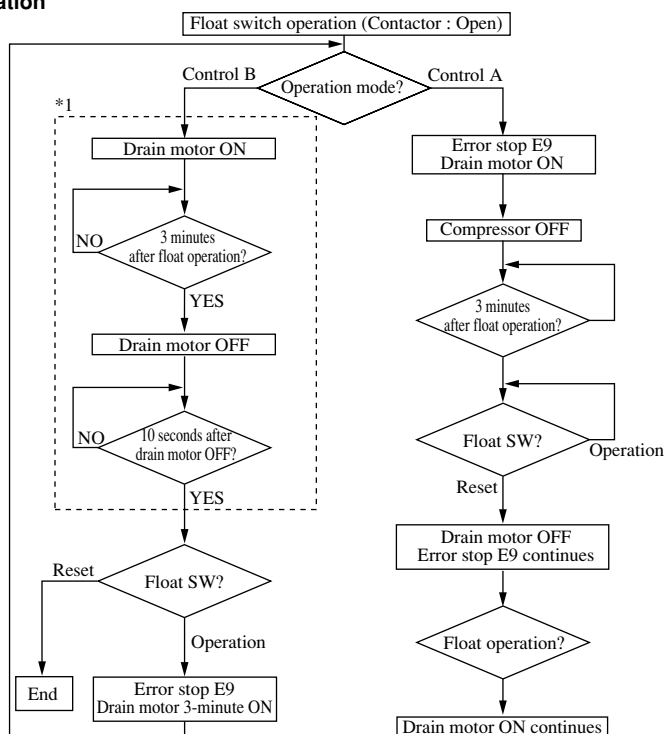 Float switch operation (Contactor : Open)
Operation mode?
Control B
Control A
*1
Drain motor ON
NO
3 minutes
after float operation?
YES
Drain motor OFF
NO
10 seconds after
drain motor OFF?
YES
Reset
Float SW?
Operation
End
Error stop E9
Drain motor 3-minute ON
Error stop E9
Drain motor ON
Compressor OFF
3 minutes
after float operation?
Float SW?
Operation
Reset
Drain motor OFF
Error stop E9 continues
Float operation?
Drain motor ON continues